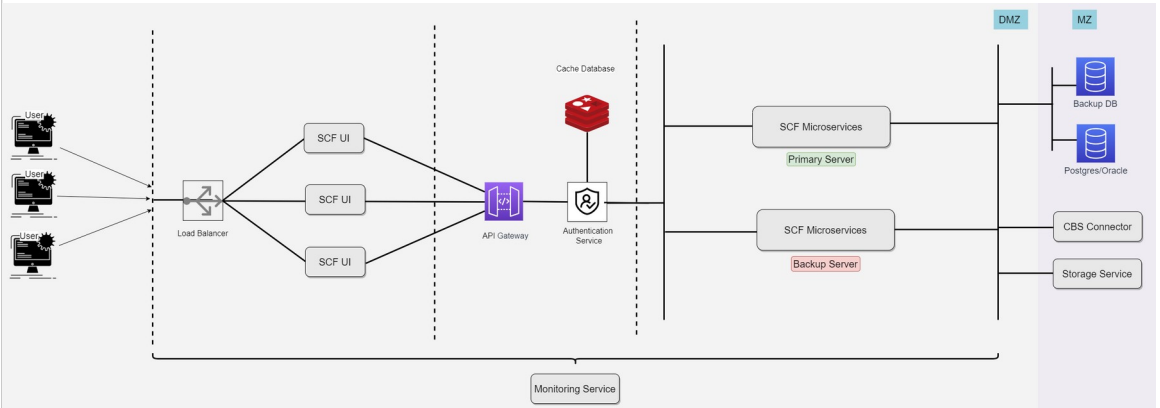 DMZ
MZ
Cache Database
User
Backup DB
SCF UI
SCF Microservices
Primary Server
Postgres/Oracle
User
SCF UI
Load Balancer
API Gateway
Authentication
Service
SCF Microservices
CBS Connector
User
SCF UI
Backup Server
Storage Service
Monitoring Service